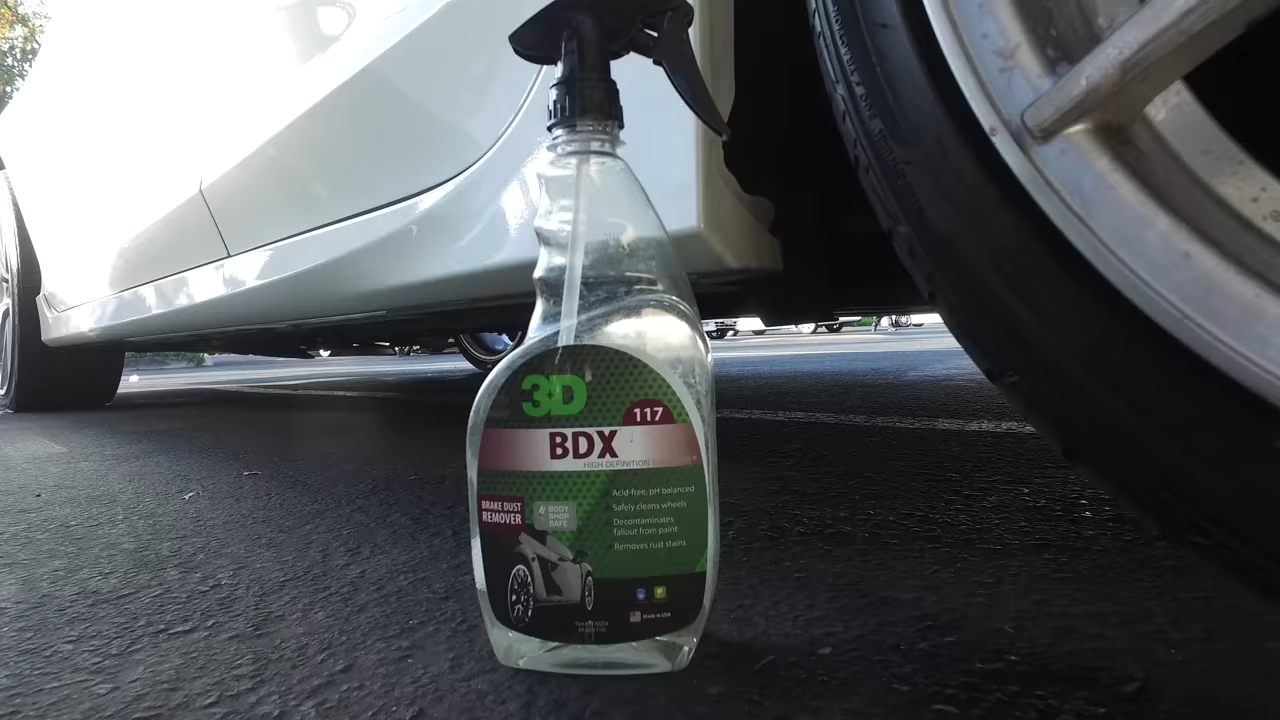 3D
117
BDX
HIGH DEFINITION
Acid-free, pH balanced
Safely cleans wheels
Decontaminates
fallout from paint
Removes rust stains
BRAKE DUST
REMOVER
BODY
SHOP
SAFE
Made in USA